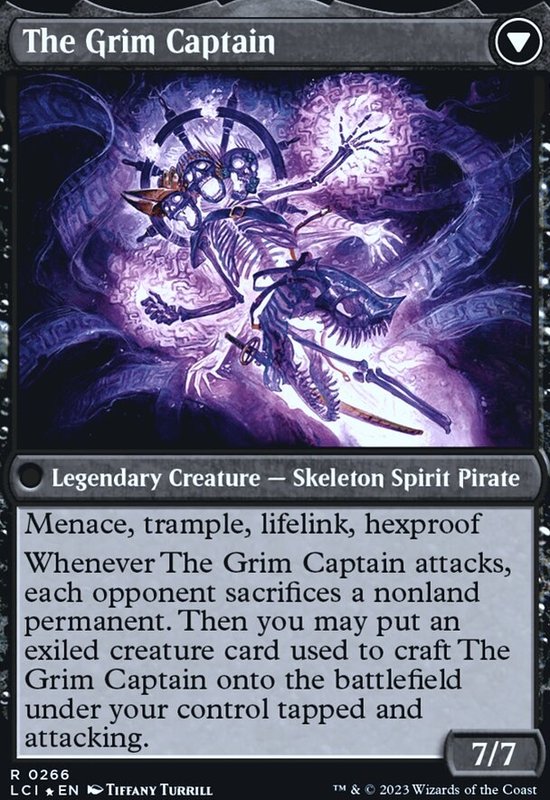 The Grim Captain
Legendary Creature — Skeleton Spirit Pirate
Menace, trample, lifelink, hexproof
Whenever The Grim Captain attacks,
each opponent sacrifices a nonland
permanent. Then you may put an
exiled creature card used to craft The
Grim Captain onto the battlefield
under your control tapped and
attacking.
7/7
R 0266
LCI ★ EN Tiffany Turrill
™ & © 2023 Wizards of the Coast